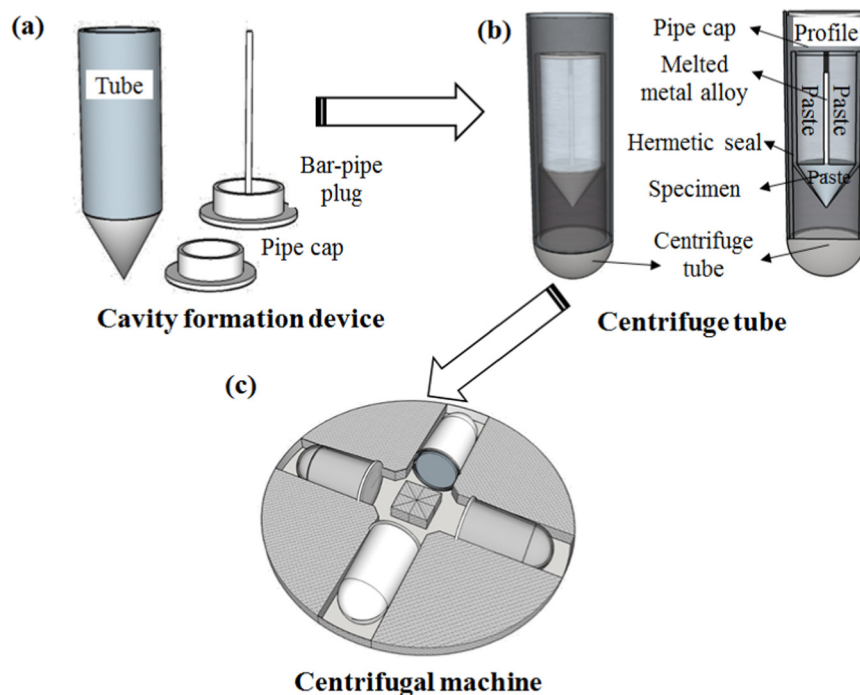 (a)
Tube
Bar-pipe
plug
Pipe cap
Cavity formation device
(b)
Pipe cap
Melted
metal alloy
Hermetic seal
Specimen
Centrifuge
tube
Profile
Paste
Paste
Paste
Centrifuge tube
(c)
Centrifugal machine